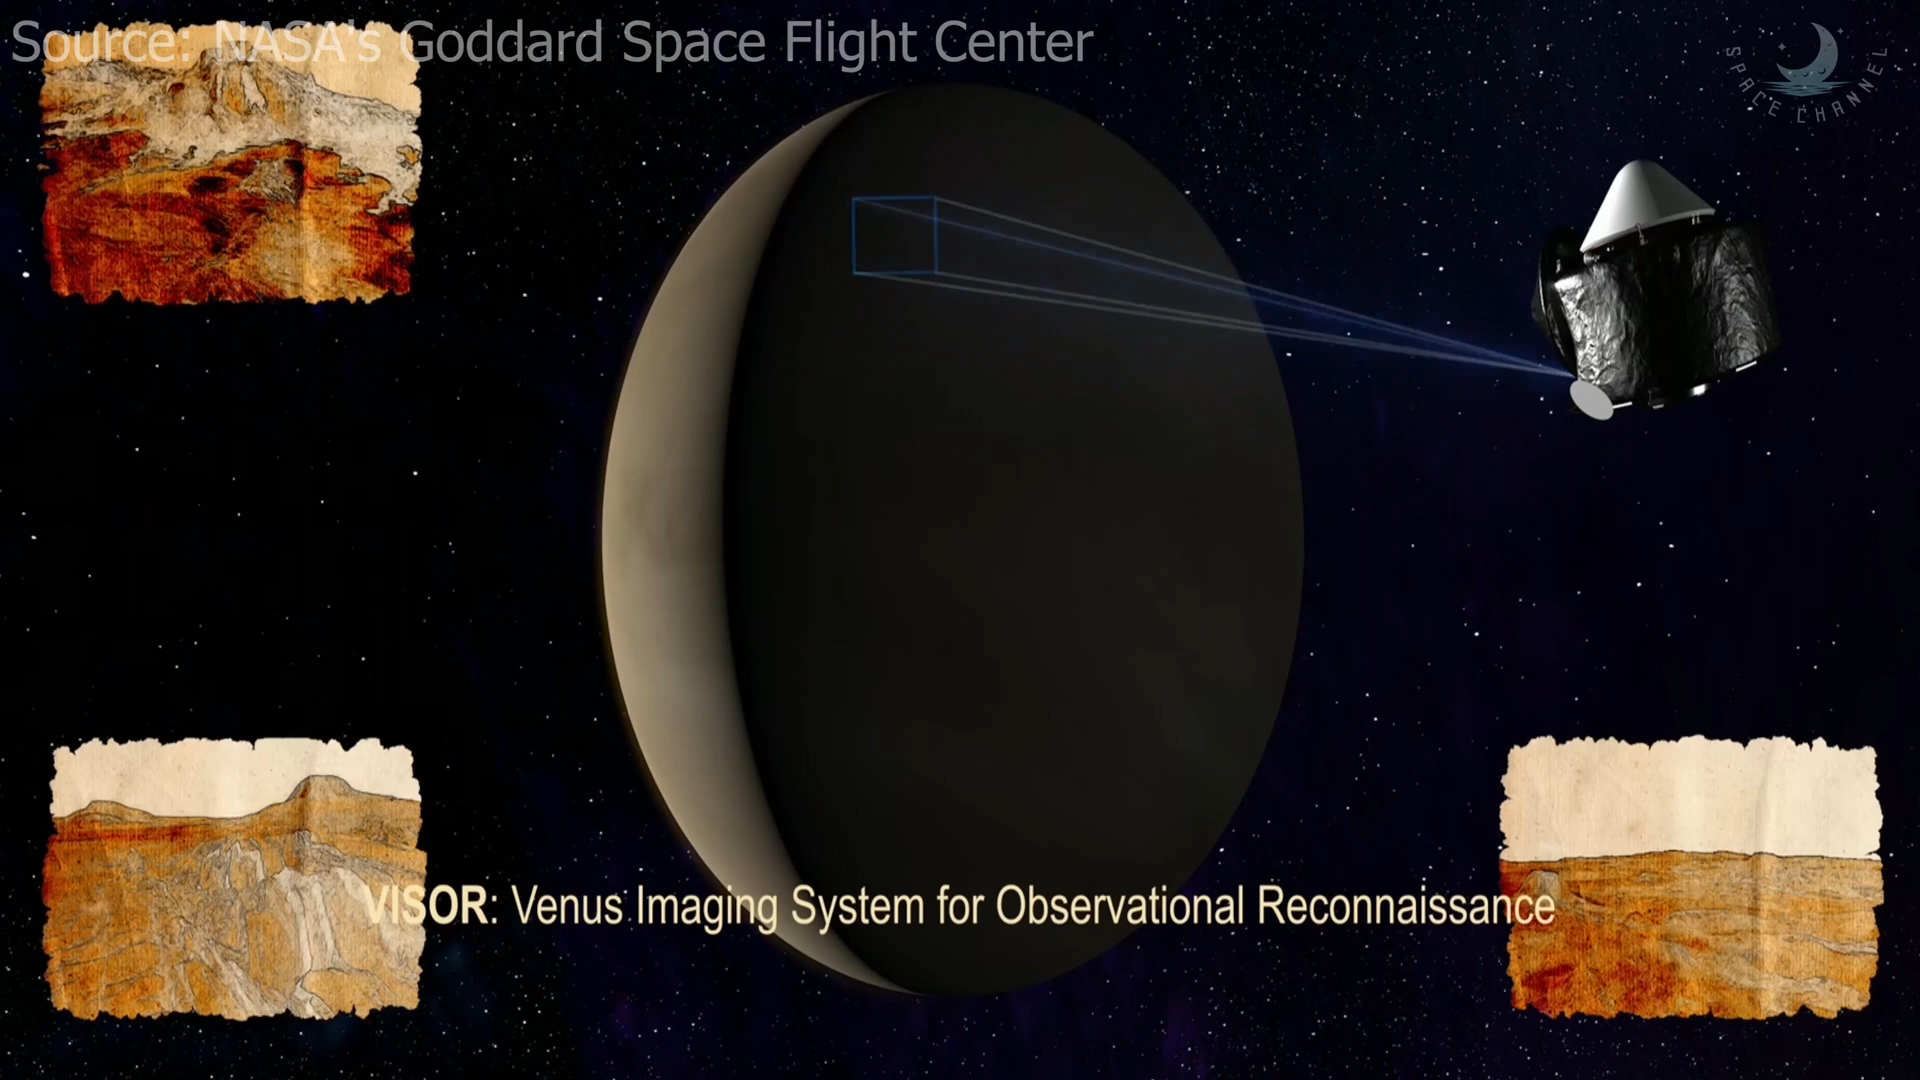 Source: NASA's Goddard Space Flight Center
SPACE CHANNEL
VISOR: Venus Imaging System for Observational Reconnaissance